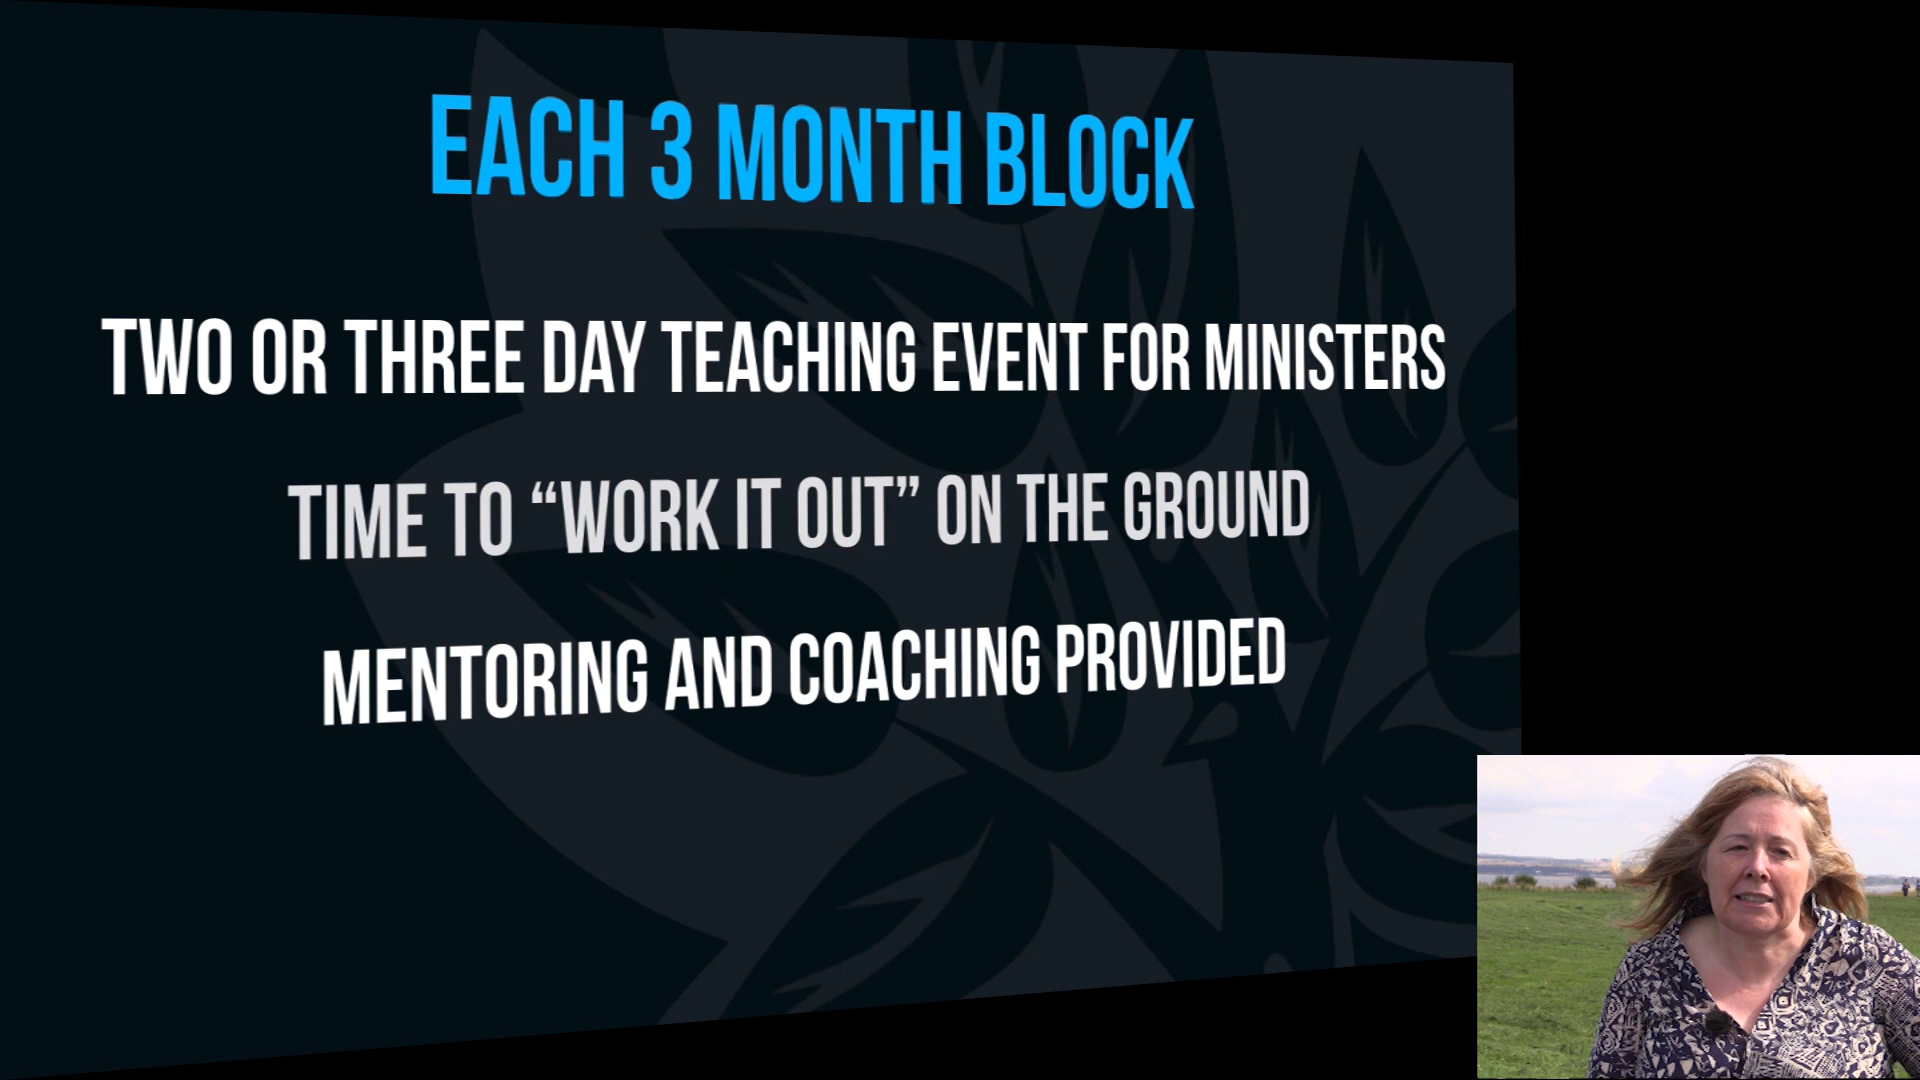 EACH 3 MONTH BLOCK
TWO OR THREE DAY TEACHING EVENT FOR MINISTERS
TIME TO “WORK IT OUT” ON THE GROUND
MENTORING AND COACHING PROVIDED